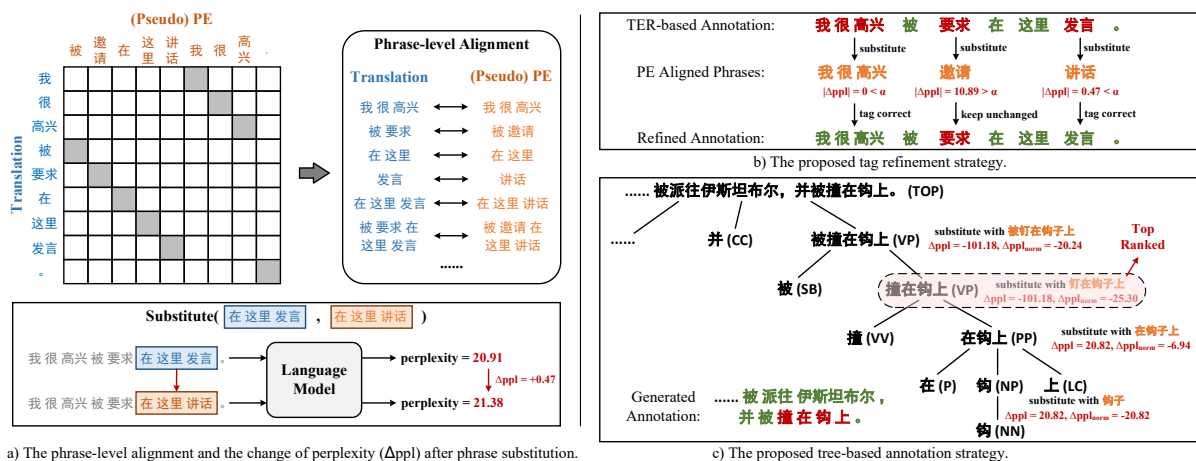 (Pseudo) PE
被 邀请 在 这里 讲话 我 很 高兴 .
Translation
我
很
高兴
被
要求
在
这里
发言
。
Phrase-level Alignment
Translation (Pseudo) PE
我 很 高兴 我 很 高兴
被 要求 被 邀请
在 这里 在 这里
发言 讲话
在 这里 发言 在 这里 讲话
被 要求 在 被 邀请 在
这里 发言 这里 讲话
......
Substitute( 在 这里 发言 , 在 这里 讲话 )
我 很 高兴 被 要求 在 这里 发言 。
Language
Model
perplexity = 20.91
Δppl = +0.47
我 很 高兴 被 要求 在 这里 讲话 。
perplexity = 21.38
a) The phrase-level alignment and the change of perplexity (Δppl) after phrase substitution.
TER-based Annotation: 我 很 高兴 被 要求 在 这里 发言 。
substitute substitute substitute
PE Aligned Phrases: 我 很 高兴 邀请 讲话
|Δppl| = 0 < α |Δppl| = 10.89 > α |Δppl| = 0.47 < α
tag correct keep unchanged tag correct
Refined Annotation: 我 很 高兴 被 要求 在 这里 发言 。
b) The proposed tag refinement strategy.
...... 被派往伊斯坦布尔，并被撞在钩上。(TOP)
...... 并 (CC) 被撞在钩上 (VP)
substitute with 被钉在钩子上
Δppl = -101.18, Δppl_norm = -20.24
Top
Ranked
被 (SB) 撞在钩上 (VP)
substitute with 钉在钩子上
Δppl = -101.18, Δppl_norm = -25.30
撞 (VV) 在钩上 (PP)
substitute with 在钩子上
Δppl = 20.82, Δppl_norm = -6.94
在 (P) 钩 (NP) 上 (LC)
substitute with 钩子
Δppl = 20.82, Δppl_norm = -20.82
钩 (NN)
Generated
Annotation:
...... 被 派往 伊斯坦布尔 ，
并 被 撞 在 钩 上 。
c) The proposed tree-based annotation strategy.